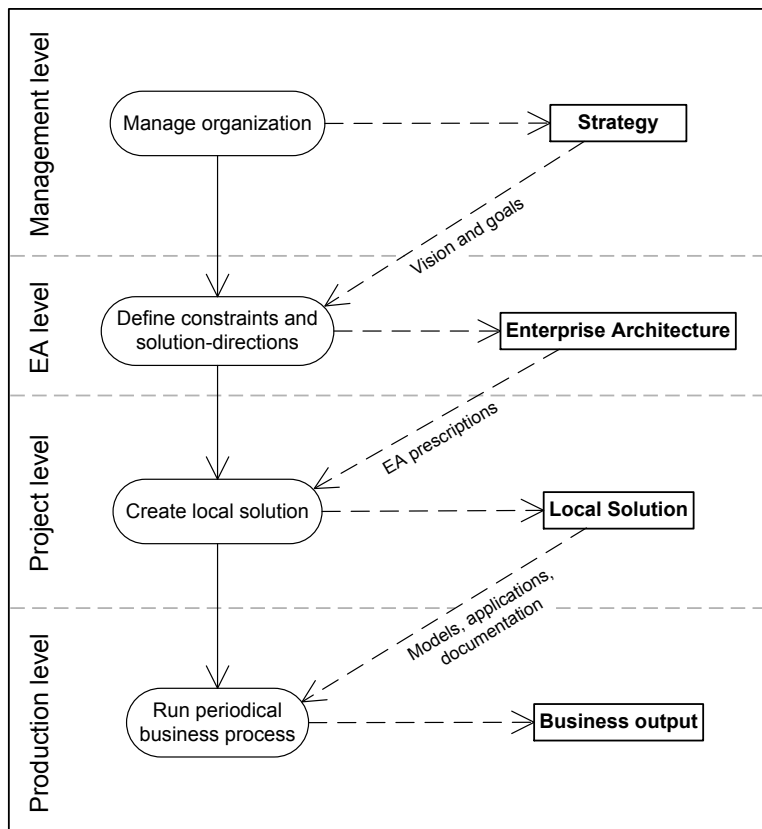 Management level
Manage organization
Strategy
Vision and goals
EA level
Define constraints and
solution-directions
Enterprise Architecture
EA prescriptions
Project level
Create local solution
Local Solution
Models, applications,
documentation
Production level
Run periodical
business process
Business output